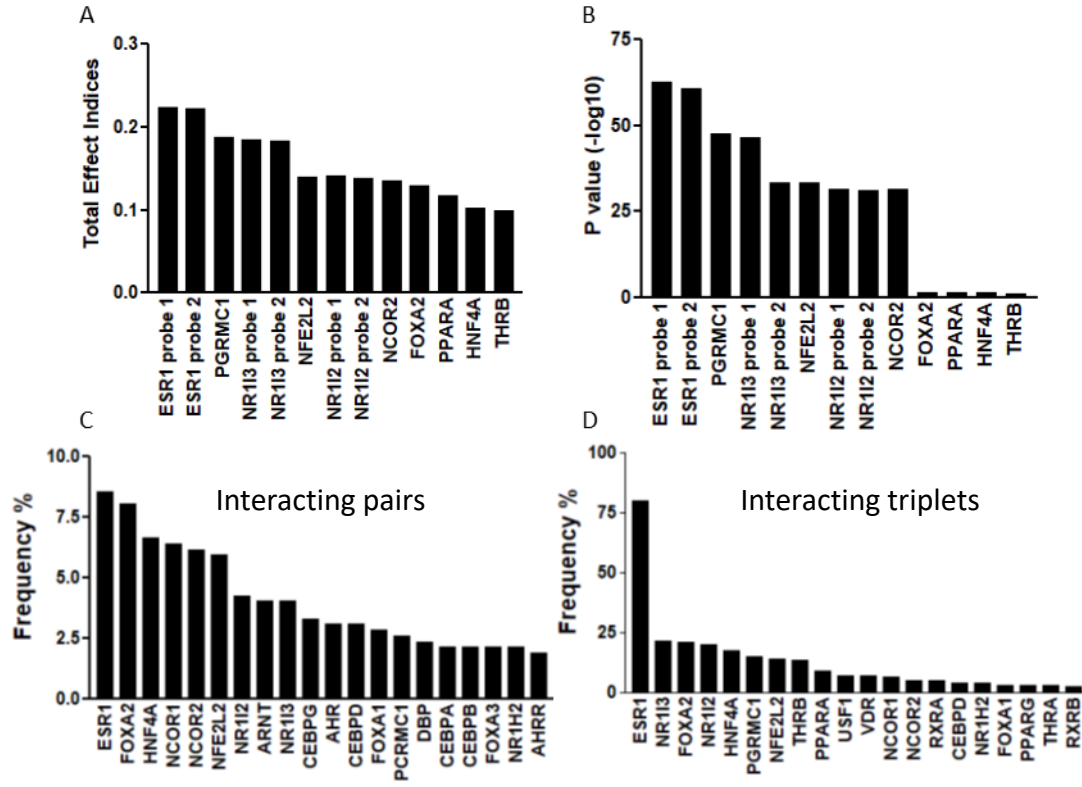 A
Total Effect Indices
0.3
0.2
0.1
0.0
ESR1 probe 1
ESR1 probe 2
PGRMC1
NR1I3 probe 1
NR1I3 probe 2
NFE2L2
NR1I2 probe 1
NR1I2 probe 2
NCOR2
FOXA2
PPARA
HNF4A
THRB
B
P value (-log10)
75
50
25
0
ESR1 probe 1
ESR1 probe 2
PGRMC1
NR1I3 probe 1
NR1I3 probe 2
NFE2L2
NR1I2 probe 1
NR1I2 probe 2
NCOR2
FOXA2
PPARA
HNF4A
THRB
C
Interacting pairs
Frequency %
10.0
7.5
5.0
2.5
0.0
ESR1
FOXA2
HNF4A
NCOR1
NCOR2
NFE2L2
NR1I2
ARNT
NR1I3
CEBPG
AHR
CEBPD
FOXA1
PCRMC1
DBP
CEBPA
CEBPB
FOXA3
NR1H2
AHRR
D
Interacting triplets
Frequency %
100
75
50
25
0
ESR1
NR1I3
FOXA2
NR1I2
HNF4A
PGRMC1
NFE2L2
THRB
PPARA
USF1
VDR
NCOR1
NCOR2
RXRA
CEBPD
NR1H2
FOXA1
PPARG
THRA
RXRB